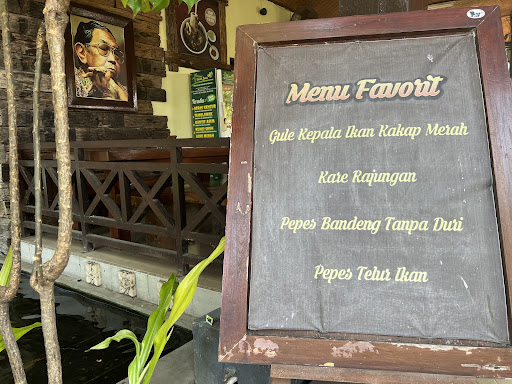 Menu Favorit
Gule Kepala Ikan Kakap Merah
Kare Rajungan
Pepes Bandeng Tanpa Duri
Pepes Telur Ikan